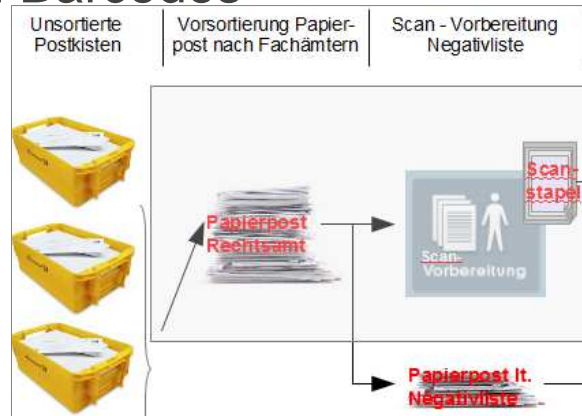 Barcodes
Unsortierte
Postkisten
Vorsortierung Papier-
post nach Fachämtern
Scan - Vorbereitung
Negativliste
Papierpost
Rechtsamt
Scan-
stapel
Scan-
Vorbereitung
Papierpost lt.
Negativliste